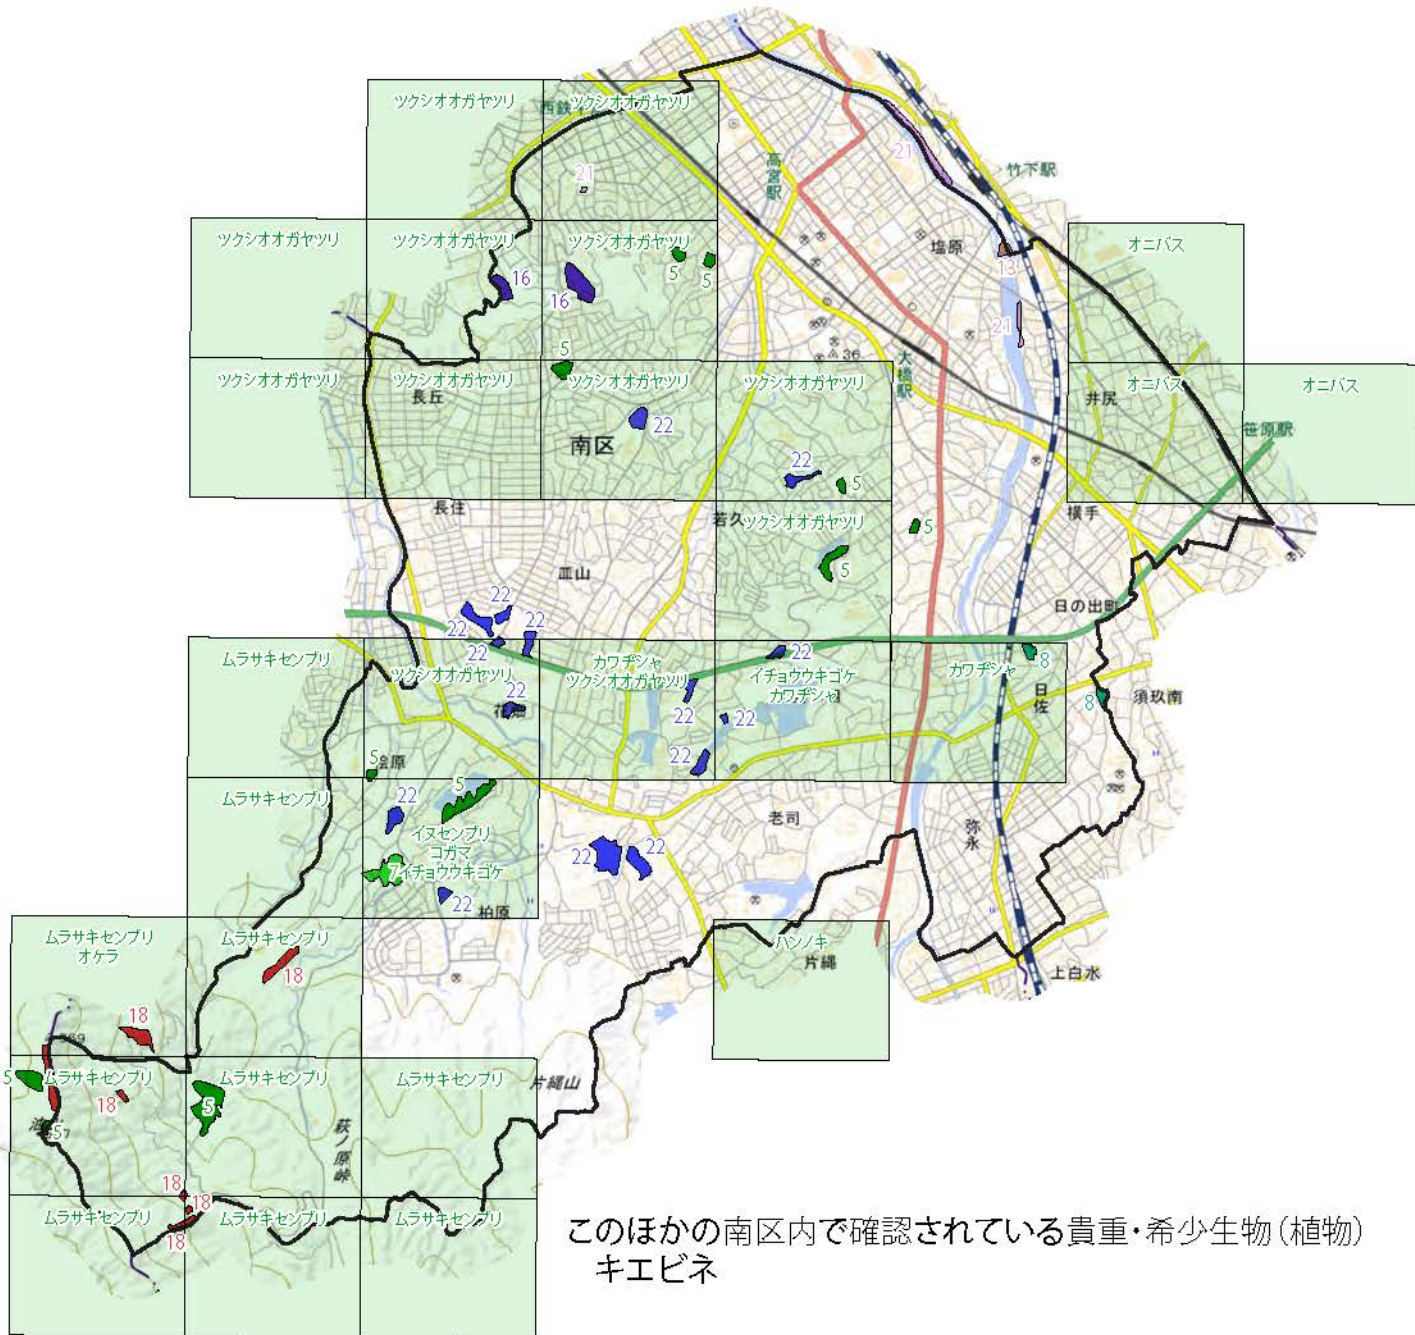 ツクシオオガヤツリ
ツクシオオガヤツリ
21
高宮駅
21
竹下駅
塩原
13
21
オニバス
ツクシオオガヤツリ
ツクシオオガヤツリ
ツクシオオガヤツリ
16
16
5
5
36
大橋駅
ツクシオオガヤツリ
ツクシオオガヤツリ
長丘
5
ツクシオオガヤツリ
22
南区
ツクシオオガヤツリ
22
5
オニバス
井尻
オニバス
笹原駅
長住
若久
ツクシオオガヤツリ
5
5
横手
皿山
22
22
22
22
日の出町
ムラサキセンブリ
ツクシオオガヤツリ
22
カワヂシャ
ツクシオオガヤツリ
22
22
22
イチョウウキゴケ
カワヂシャ
22
カワヂシャ
日佐
8
8
須玖南
桧原
5
ムラサキセンブリ
22
5
イヌセンブリ
コガマ
7
イチョウウキゴケ
22
柏原
22
22
老司
弥永
上白水
ハンノキ
片縄
ムラサキセンブリ
オケラ
ムラサキセンブリ
18
18
5
ムラサキセンブリ
18
ムラサキセンブリ
5
ムラサキセンブリ
片縄山
萩ノ原峠
5
18
18
18
ムラサキセンブリ
ムラサキセンブリ
ムラサキセンブリ
このほかの南区内で確認されている貴重・希少生物(植物)
キエビネ